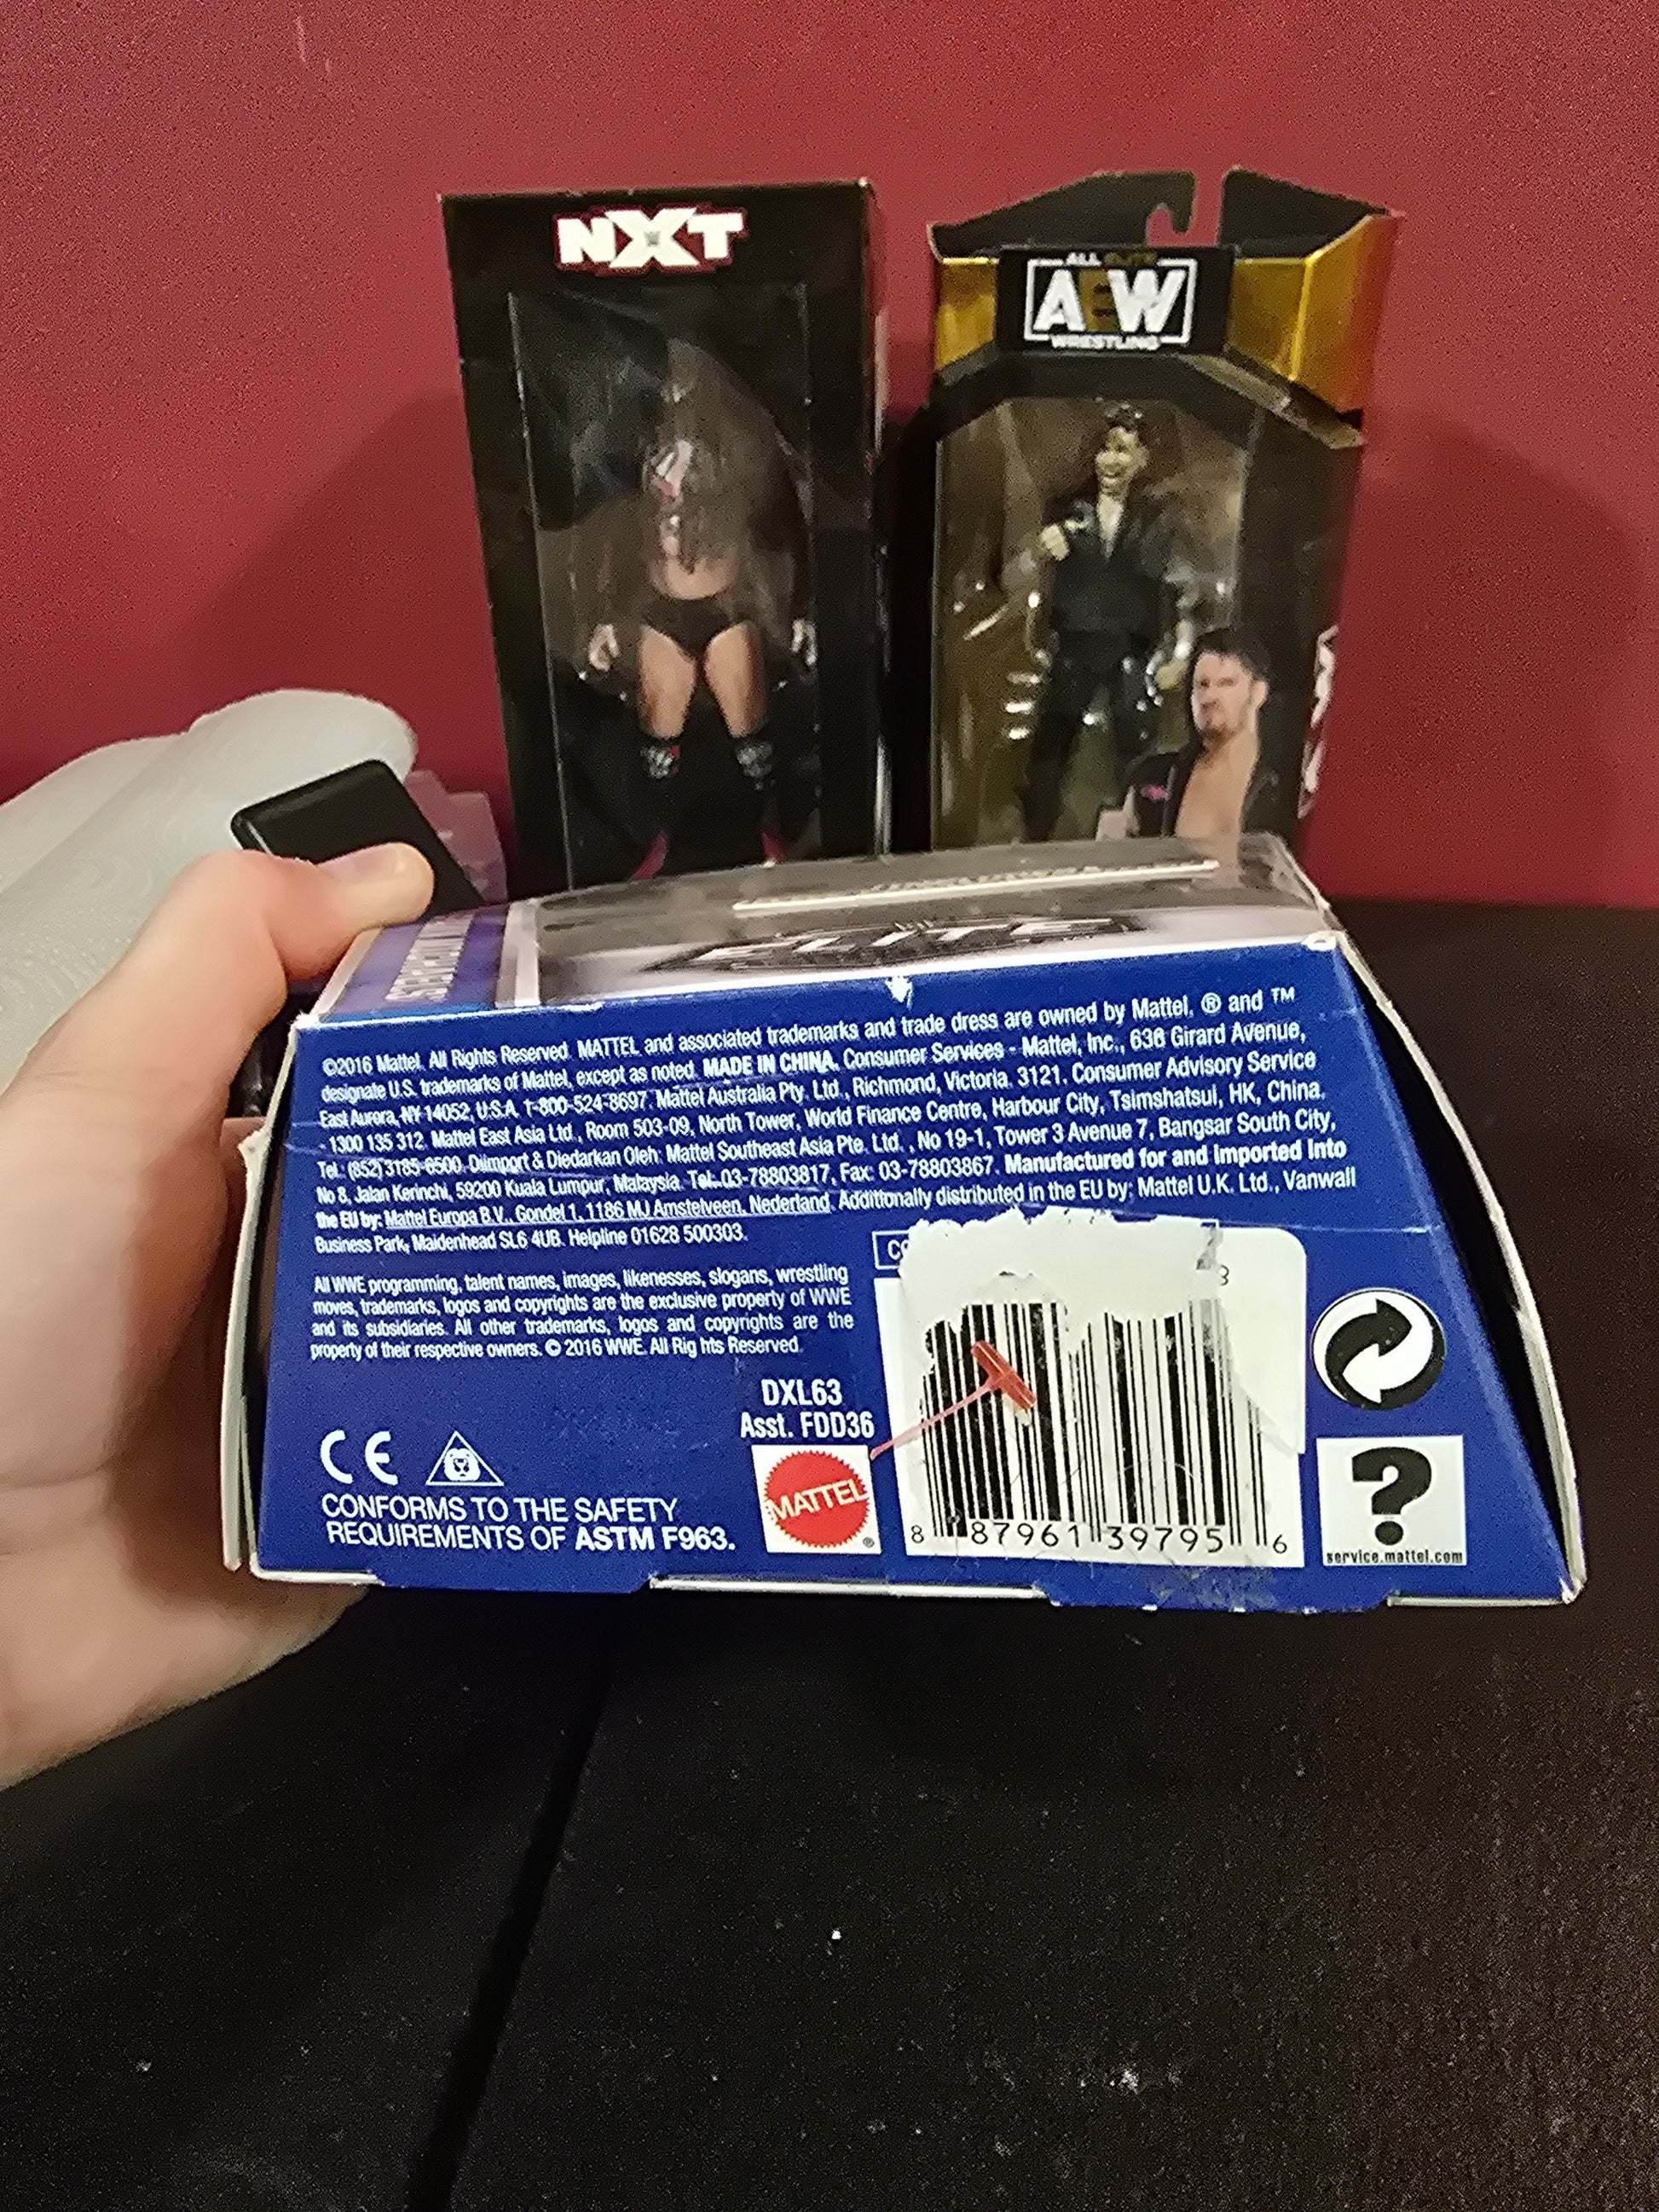 NXT
ALL ELITE
AEW
WRESTLING
ELITE
©2016 Mattel. All Rights Reserved. MATTEL and associated trademarks and trade dress are owned by Mattel, ® and ™
designate U.S. trademarks of Mattel, except as noted. MADE IN CHINA. Consumer Services - Mattel, Inc., 636 Girard Avenue,
East Aurora, NY 14052, U.S.A. 1-800-524-8697. Mattel Australia Pty. Ltd., Richmond, Victoria. 3121. Consumer Advisory Service
- 1300 135 312. Mattel East Asia Ltd., Room 503-09, North Tower, World Finance Centre, Harbour City, Tsimshatsui, HK, China.
Tel. (852) 3185-6500. Diimport & Diedarkan Oleh: Mattel Southeast Asia Pte. Ltd., No 19-1, Tower 3 Avenue 7, Bangsar South City,
No 8, Jalan Kerinchi, 59200 Kuala Lumpur, Malaysia. Tel:.03-78803817, Fax: 03-78803867. Manufactured for and imported into
the EU by: Mattel Europa B.V., Gondel 1, 1186 MJ Amstelveen, Nederland. Additionally distributed in the EU by: Mattel U.K. Ltd., Vanwall
Business Park, Maidenhead SL6 4UB. Helpline 01628 500303.
All WWE programming, talent names, images, likenesses, slogans, wrestling
moves, trademarks, logos and copyrights are the exclusive property of WWE
and its subsidiaries. All other trademarks, logos and copyrights are the
property of their respective owners. © 2016 WWE. All Rig hts Reserved.
DXL63
Asst. FDD36
CE
CONFORMS TO THE SAFETY
REQUIREMENTS OF ASTM F963.
MATTEL®
8 87961 39795 6
?
service.mattel.com